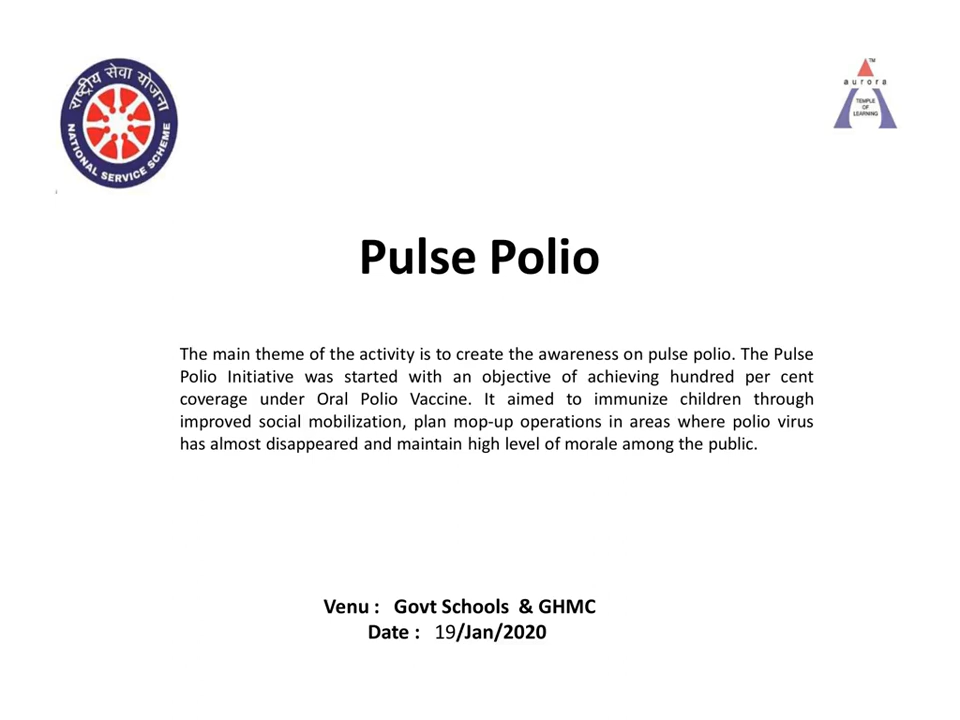 राष्ट्रीय सेवा योजना
NATIONAL SERVICE SCHEME
TM
aurora
TEMPLE
OF
LEARNING
Pulse Polio
The main theme of the activity is to create the awareness on pulse polio. The Pulse
Polio Initiative was started with an objective of achieving hundred per cent
coverage under Oral Polio Vaccine. It aimed to immunize children through
improved social mobilization, plan mop-up operations in areas where polio virus
has almost disappeared and maintain high level of morale among the public.
Venu : Govt Schools & GHMC
Date : 19/Jan/2020